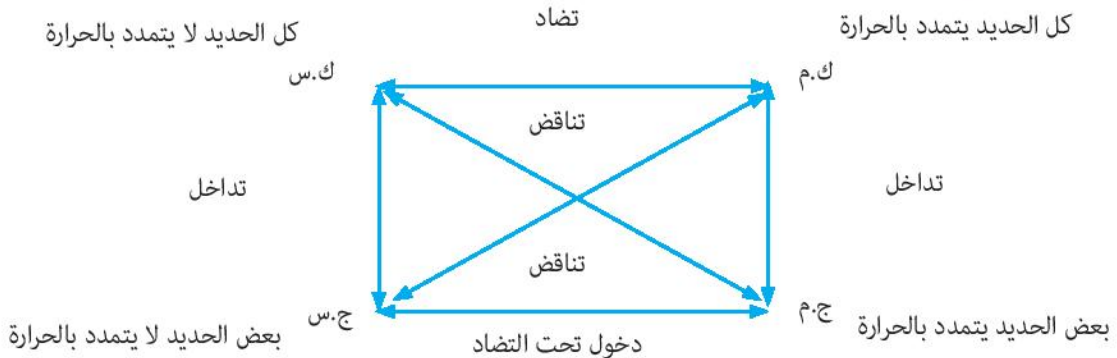 تضاد
كل الحديد يتمدد بالحرارة
كل الحديد لا يتمدد بالحرارة
ك.م
ك.س
تناقض
تداخل
تداخل
تناقض
ج.م
ج.س
بعض الحديد يتمدد بالحرارة
بعض الحديد لا يتمدد بالحرارة
دخول تحت التضاد